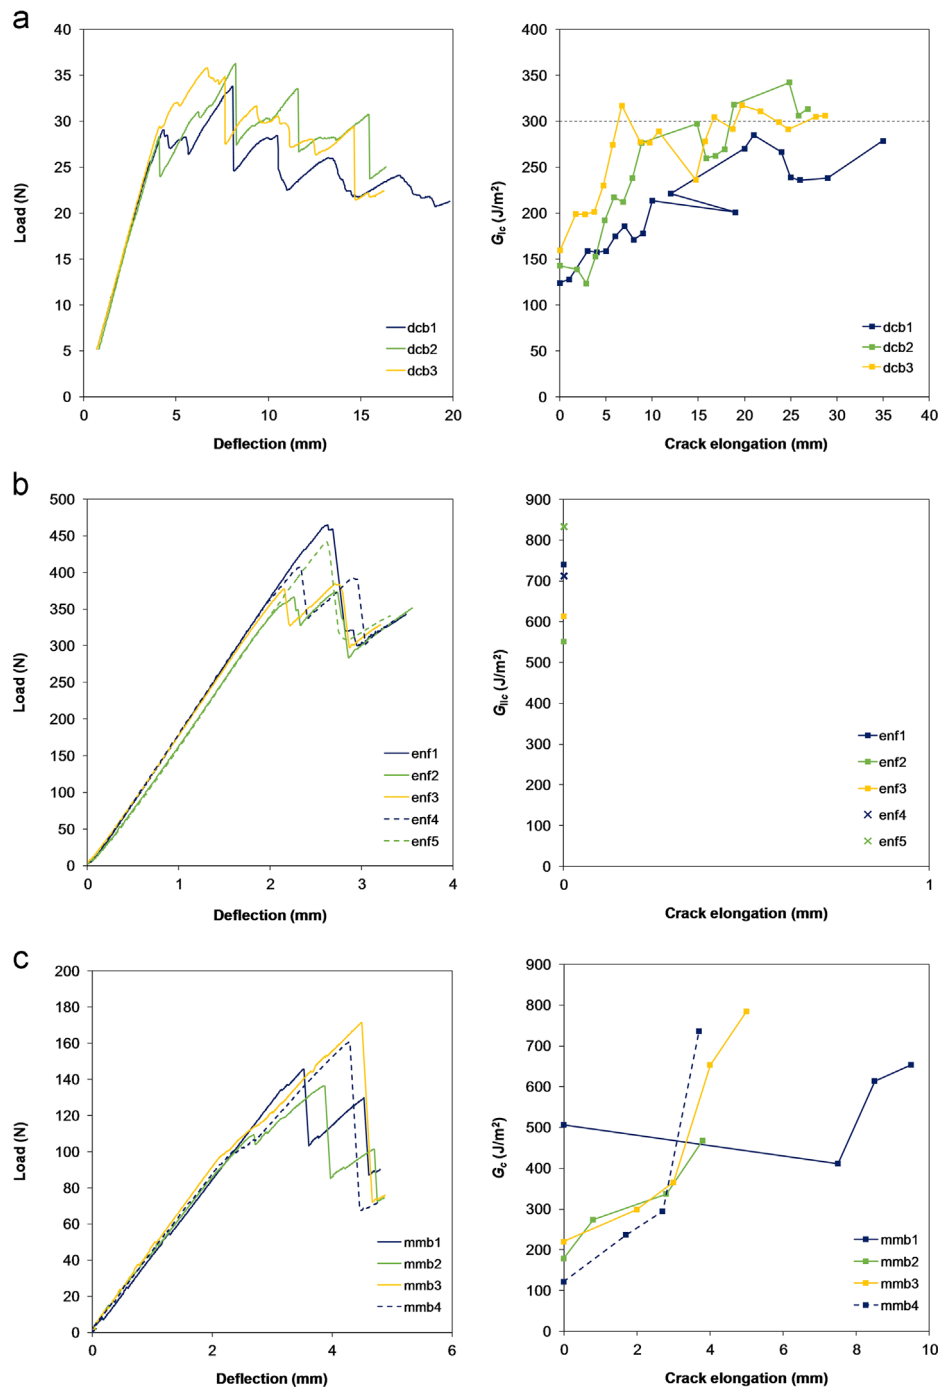 a
40
35
30
25
20
15
10
5
0
Load (N)
0 5 10 15 20
Deflection (mm)
dcb1
dcb2
dcb3
400
350
300
250
200
150
100
50
0
GIc (J/m²)
0 5 10 15 20 25 30 35 40
Crack elongation (mm)
dcb1
dcb2
dcb3
b
500
450
400
350
300
250
200
150
100
50
0
Load (N)
0 1 2 3 4
Deflection (mm)
enf1
enf2
enf3
enf4
enf5
900
800
700
600
500
400
300
200
100
0
GIIc (J/m²)
0 1
Crack elongation (mm)
enf1
enf2
enf3
enf4
enf5
c
200
180
160
140
120
100
80
60
40
20
0
Load (N)
0 2 4 6
Deflection (mm)
mmb1
mmb2
mmb3
mmb4
900
800
700
600
500
400
300
200
100
0
Gc (J/m²)
0 2 4 6 8 10
Crack elongation (mm)
mmb1
mmb2
mmb3
mmb4